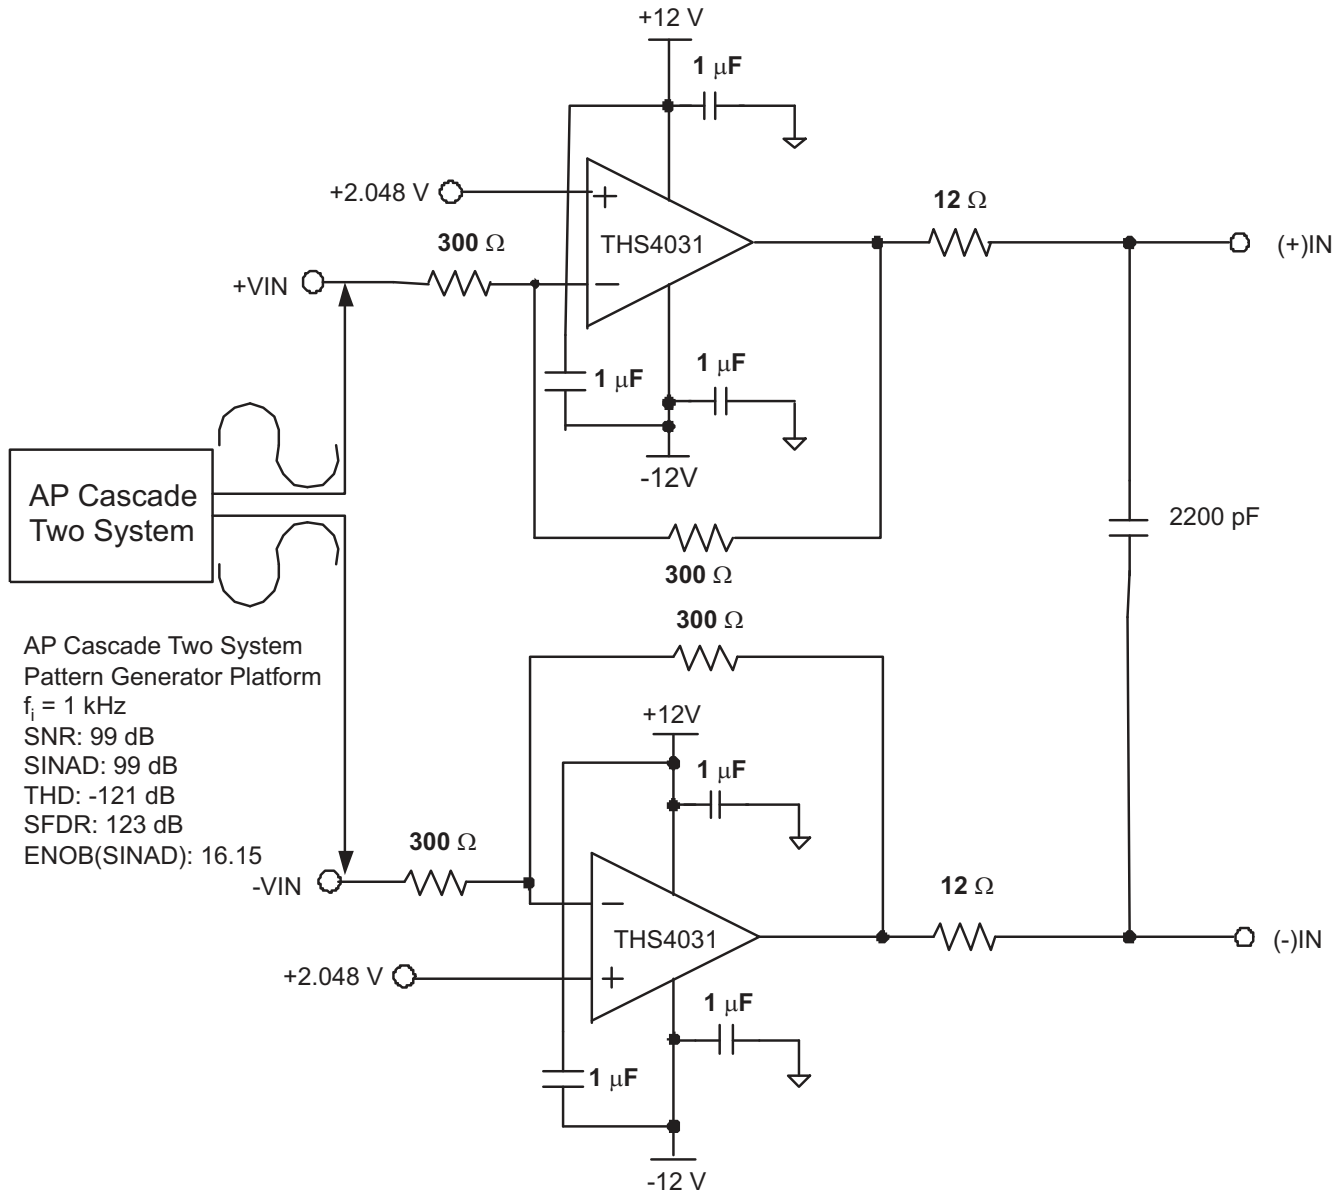 +12 V
1 μF
+2.048 V
+
THS4031
12 Ω
(+)IN
300 Ω
+VIN
−
1 μF
1 μF
-12V
AP Cascade
Two System
300 Ω
2200 pF
300 Ω
AP Cascade Two System
Pattern Generator Platform
fi = 1 kHz
SNR: 99 dB
SINAD: 99 dB
THD: -121 dB
SFDR: 123 dB
ENOB(SINAD): 16.15
+12V
1 μF
300 Ω
-VIN
−
THS4031
12 Ω
(-)IN
+2.048 V
+
1 μF
1 μF
-12 V